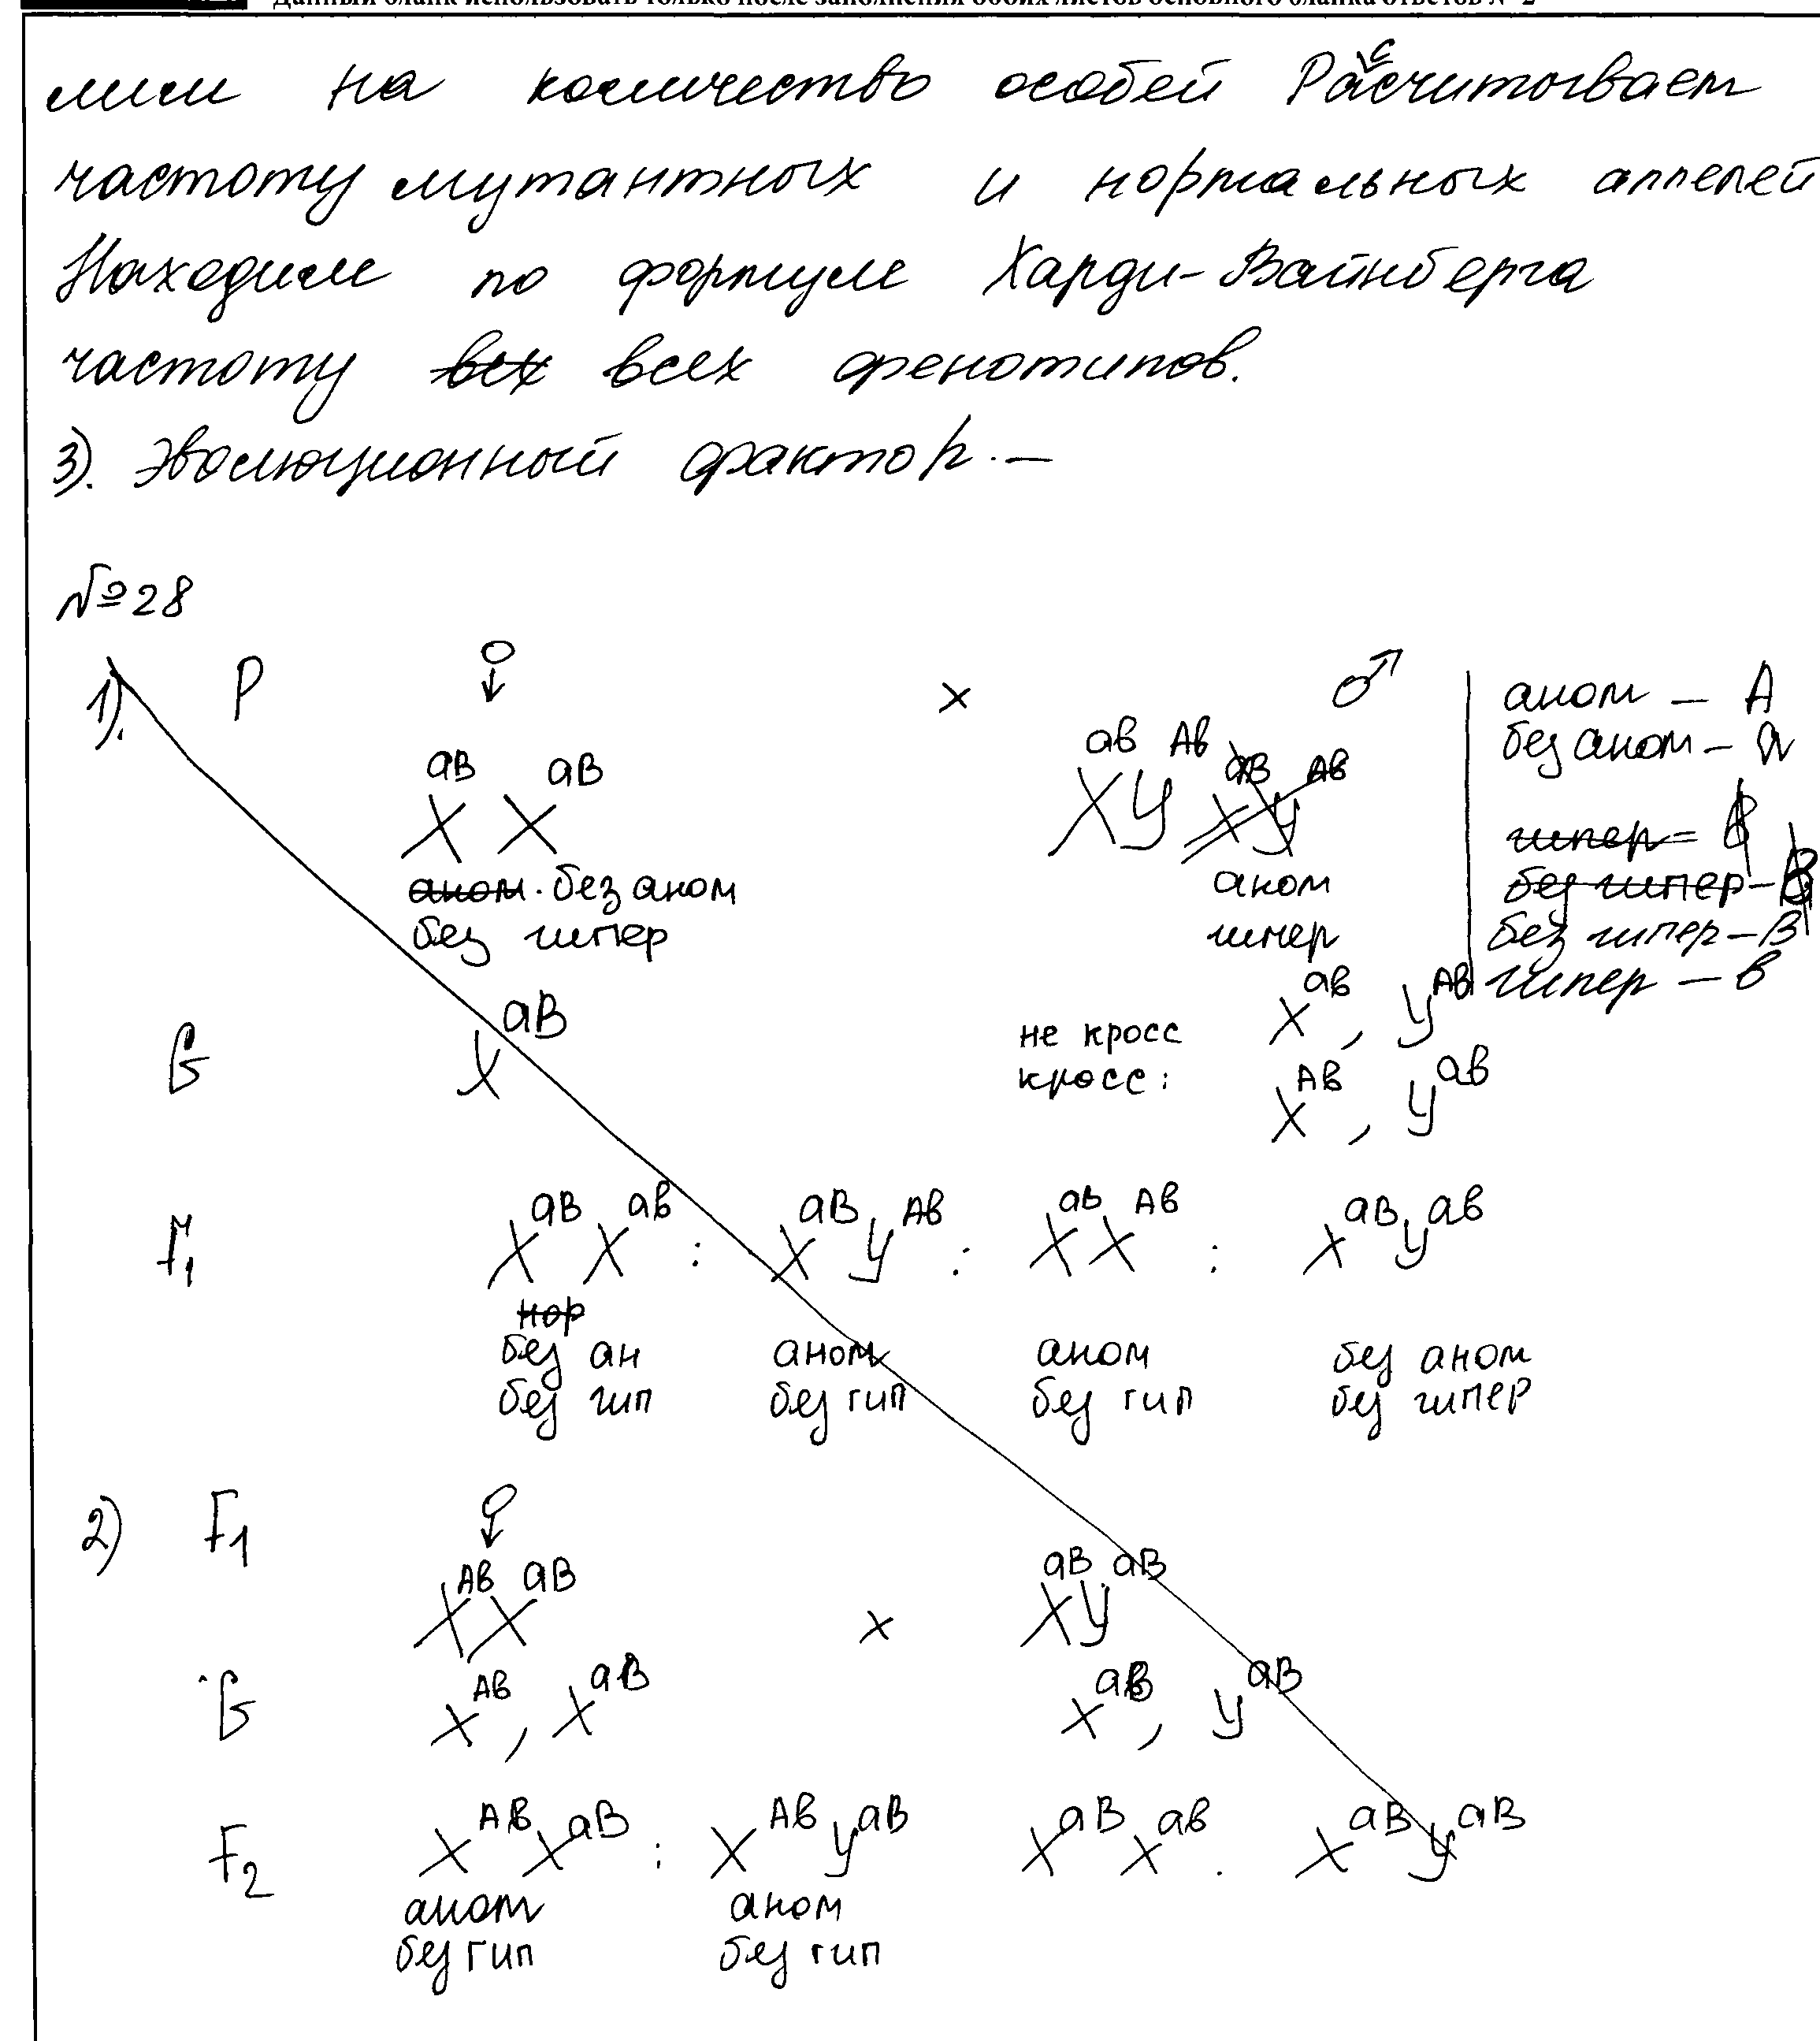 Данный бланк использовать только после заполнения обоих листов основного бланка ответов № 2
лим на количество особей Расчитываем
с
частоту мутантных и нормальных аллелей
Находим по формуле Харди-Вайнберга
частоту вех всех фенотипов.
3). Эволюционный фактор. —
№28
1). P ♀ × ♂
аном – A
без аном – a
гипер =
без гипер –
без гипер – B
гипер – в
X^aB X^aB
X^ab Y^Ab X^aB Y^Ab
аном. без аном
без гипер
аном
гипер
G X^aB
не кросс X^ab, Y^Ab
кросс: X^Ab, Y^ab
F1 X^aB X^ab : X^aB Y^Ab : X^ab X^Ab : X^aB Y^ab
нор
без ан аном аном без аном
без гип без гип без гип без гипер
2) F1 ♀
X^Ab X^aB × X^aB Y^aB
G X^Ab, X^aB X^aB, Y^aB
F2 X^Ab X^aB : X^Ab Y^aB X^aB X^ab . X^aB Y^aB
аном аном
без гип без гип